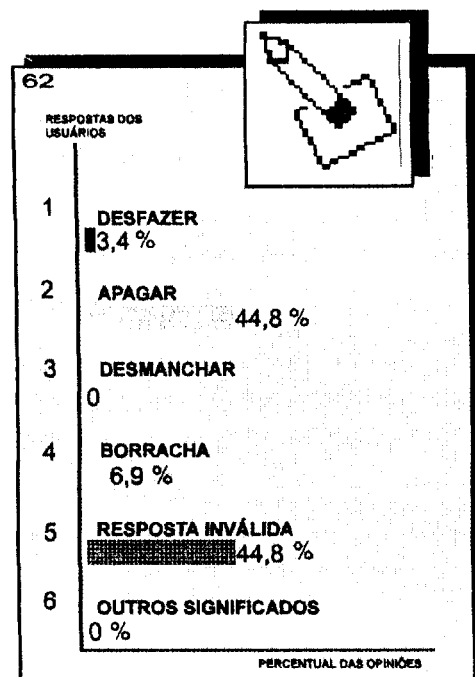 62
RESPOSTAS DOS
USUÁRIOS
1
DESFAZER
3,4 %
2
APAGAR
44,8 %
3
DESMANCHAR
0
4
BORRACHA
6,9 %
5
RESPOSTA INVÁLIDA
44,8 %
6
OUTROS SIGNIFICADOS
0 %
PERCENTUAL DAS OPINIÕES